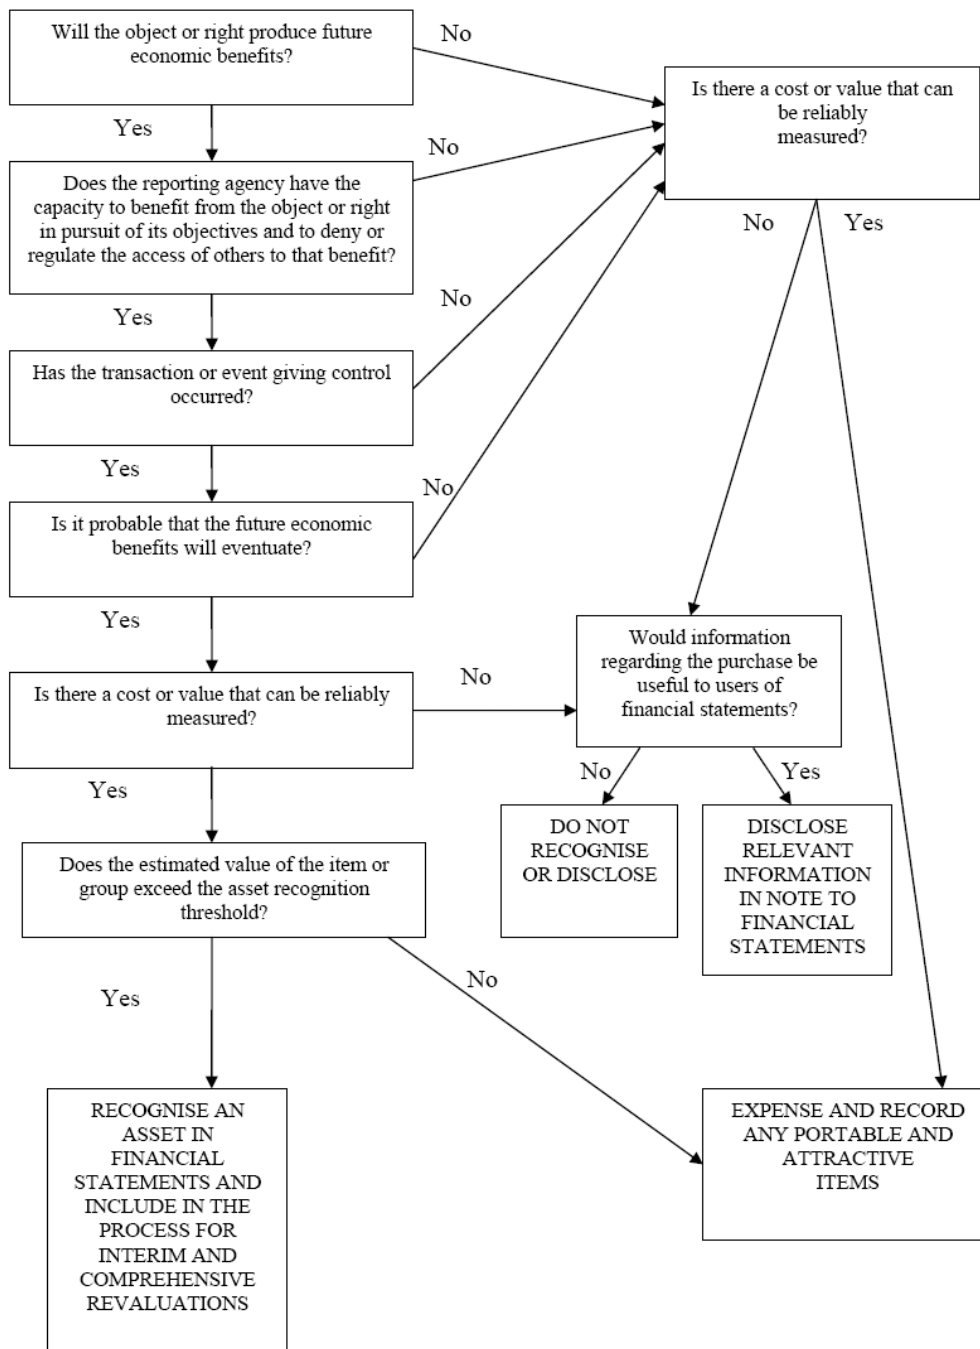 Will the object or right produce future
economic benefits?
No
Is there a cost or value that can
be reliably
measured?
Yes
No
Does the reporting agency have the
capacity to benefit from the object or right
in pursuit of its objectives and to deny or
regulate the access of others to that benefit?
No
Yes
Yes
No
Has the transaction or event giving control
occurred?
Yes
No
Is it probable that the future economic
benefits will eventuate?
Yes
Would information
regarding the purchase be
useful to users of
financial statements?
Is there a cost or value that can be reliably
measured?
No
No
Yes
Yes
DO NOT
RECOGNISE
OR DISCLOSE
DISCLOSE
RELEVANT
INFORMATION
IN NOTE TO
FINANCIAL
STATEMENTS
Does the estimated value of the item or
group exceed the asset recognition
threshold?
Yes
No
RECOGNISE AN
ASSET IN
FINANCIAL
STATEMENTS AND
INCLUDE IN THE
PROCESS FOR
INTERIM AND
COMPREHENSIVE
REVALUATIONS
EXPENSE AND RECORD
ANY PORTABLE AND
ATTRACTIVE
ITEMS